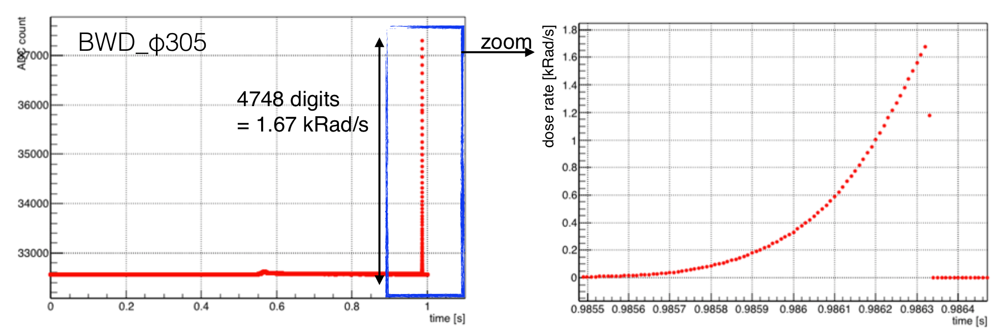 ADC count
BWD_ϕ305
37000
36000
35000
34000
33000
4748 digits
= 1.67 kRad/s
0 0.2 0.4 0.6 0.8 1
time [s]
zoom
dose rate [kRad/s]
1.8
1.6
1.4
1.2
1
0.8
0.6
0.4
0.2
0
0.9855 0.9856 0.9857 0.9858 0.9859 0.986 0.9861 0.9862 0.9863 0.9864
time [s]